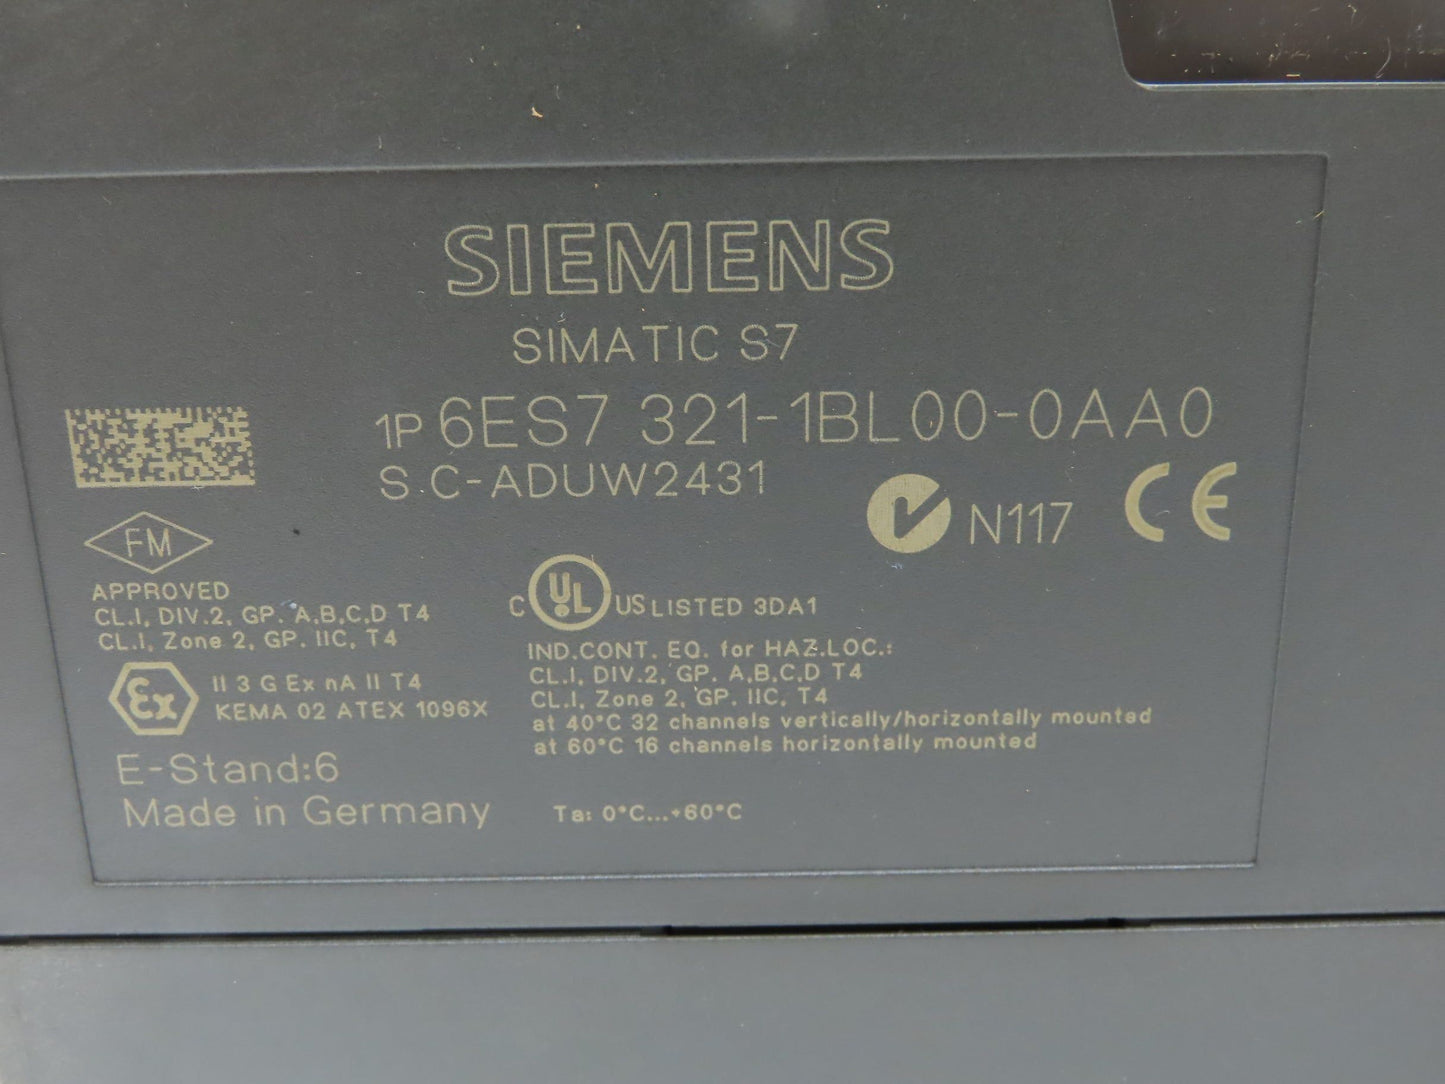 SIEMENS
SIMATIC S7
1P 6ES7 321-1BL00-0AA0
S C-ADUW2431
N117 CE
FM
APPROVED
CL.I, DIV.2, GP. A,B,C,D T4
CL.I, Zone 2, GP. IIC, T4
C UL US LISTED 3DA1
IND.CONT. EQ. for HAZ.LOC.:
CL.I, DIV.2, GP. A,B,C,D T4
CL.I, Zone 2, GP. IIC, T4
at 40°C 32 channels vertically/horizontally mounted
at 60°C 16 channels horizontally mounted
Ex II 3 G Ex nA II T4
KEMA 02 ATEX 1096X
E-Stand:6
Made in Germany
Ta: 0°C...+60°C